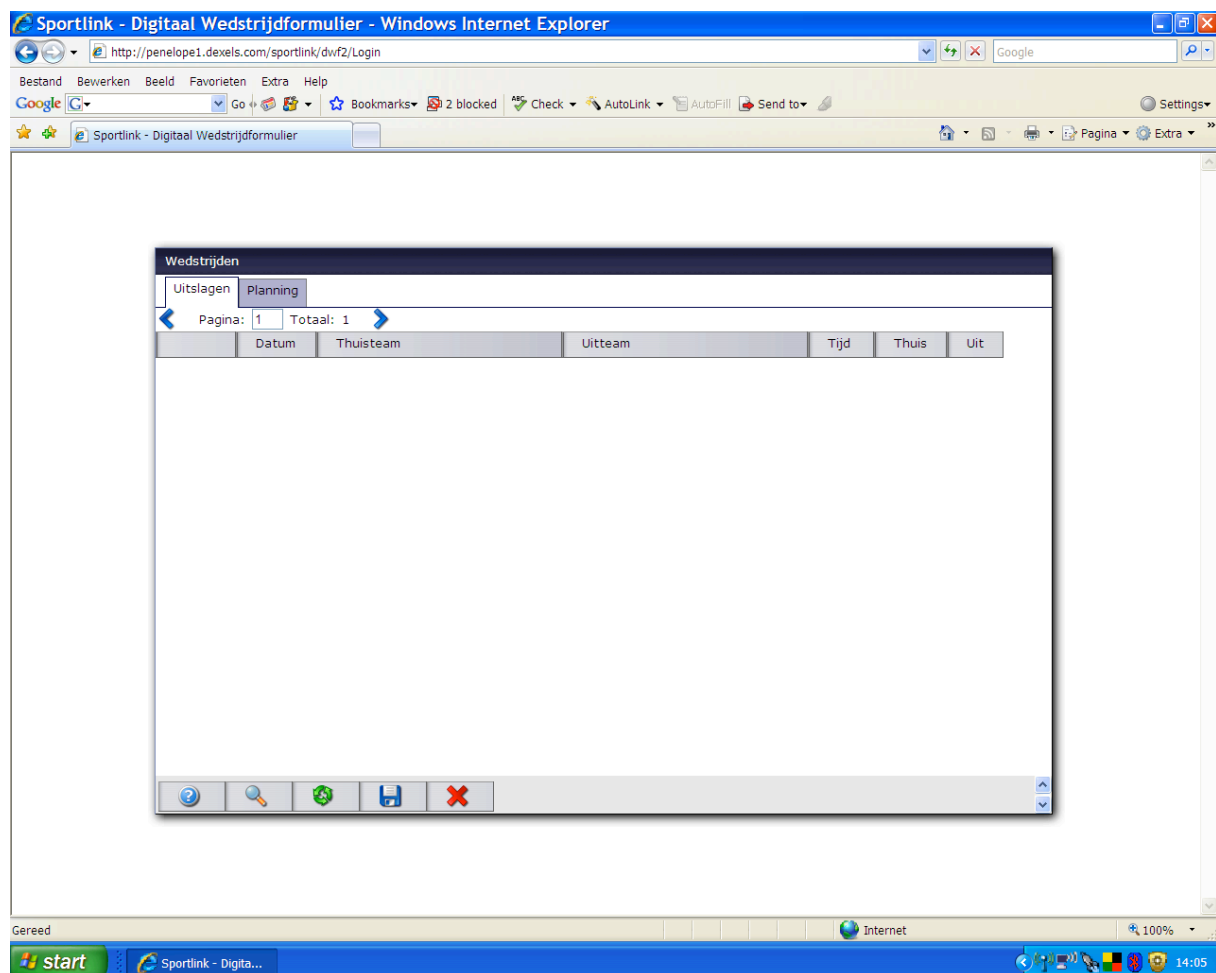 Sportlink - Digitaal Wedstrijdformulier - Windows Internet Explorer
http://penelope1.dexels.com/sportlink/dwf2/Login Google
Bestand Bewerken Beeld Favorieten Extra Help
Google G Go Bookmarks 2 blocked ABC Check AutoLink AutoFill Send to Settings
Sportlink - Digitaal Wedstrijdformulier Pagina Extra »
Wedstrijden
Uitslagen Planning
Pagina: 1 Totaal: 1
Datum Thuisteam Uitteam Tijd Thuis Uit
Gereed Internet 100%
start Sportlink - Digita... 14:05